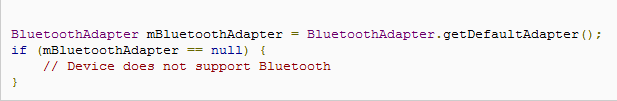 BluetoothAdapter mBluetoothAdapter = BluetoothAdapter.getDefaultAdapter();
if (mBluetoothAdapter == null) {
    // Device does not support Bluetooth
}